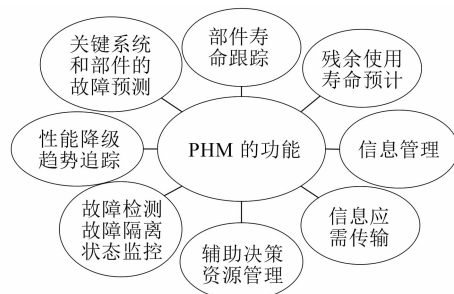 关键系统
和部件的
故障预测
部件寿
命跟踪
残余使用
寿命预计
性能降级
趋势追踪
PHM 的功能
信息管理
故障检测
故障隔离
状态监控
辅助决策
资源管理
信息应
需传输